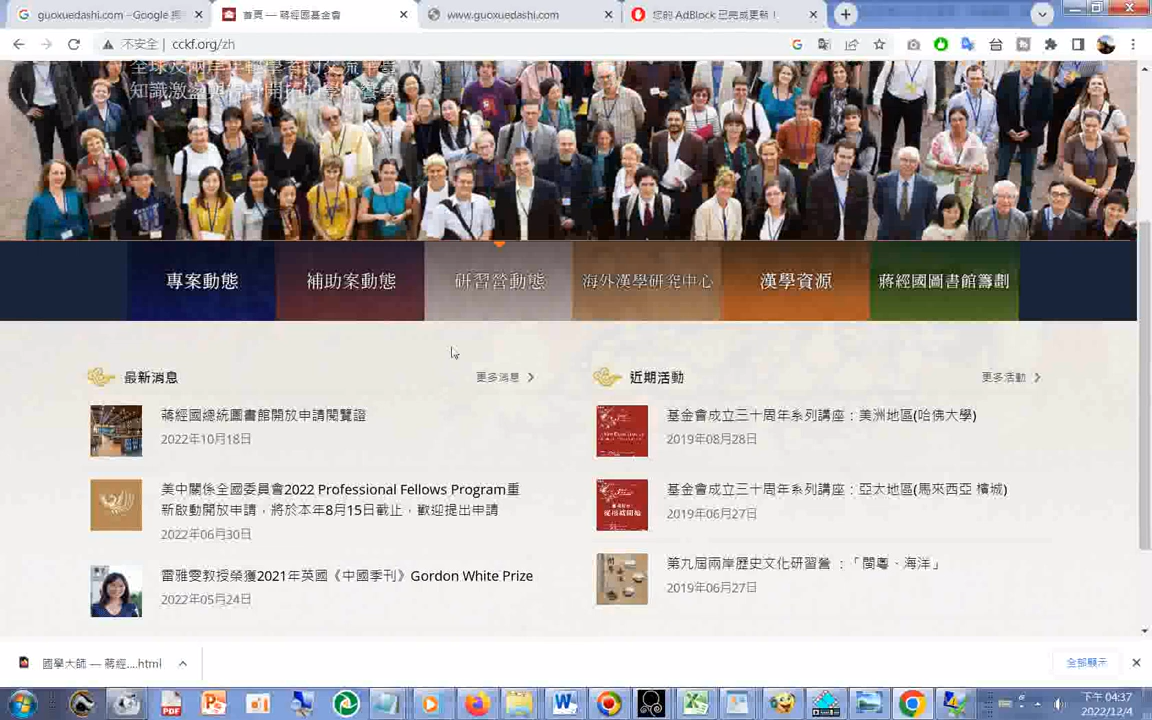 guoxuedashi.com - Google 搜
首頁 — 蔣經國基金會
www.guoxuedashi.com
您的 AdBlock 已完成更新！
不安全 | cckf.org/zh
專案動態
補助案動態
研習營動態
海外漢學研究中心
漢學資源
蔣經國圖書館籌劃
最新消息
更多消息
蔣經國總統圖書館開放申請閱覽證
2022年10月18日
美中關係全國委員會2022 Professional Fellows Program重
新啟動開放申請，將於本年8月15日截止，歡迎提出申請
2022年06月30日
雷雅雯教授榮獲2021年英國《中國季刊》Gordon White Prize
2022年05月24日
近期活動
更多活動
基金會成立三十周年系列講座：美洲地區(哈佛大學)
2019年08月28日
基金會成立三十周年系列講座：亞太地區(馬來西亞 檳城)
2019年06月27日
第九屆兩岸歷史文化研習營 ：「閩粵、海洋」
2019年06月27日
國學大師 — 蔣經....html
全部顯示
下午 04:37
2022/12/4